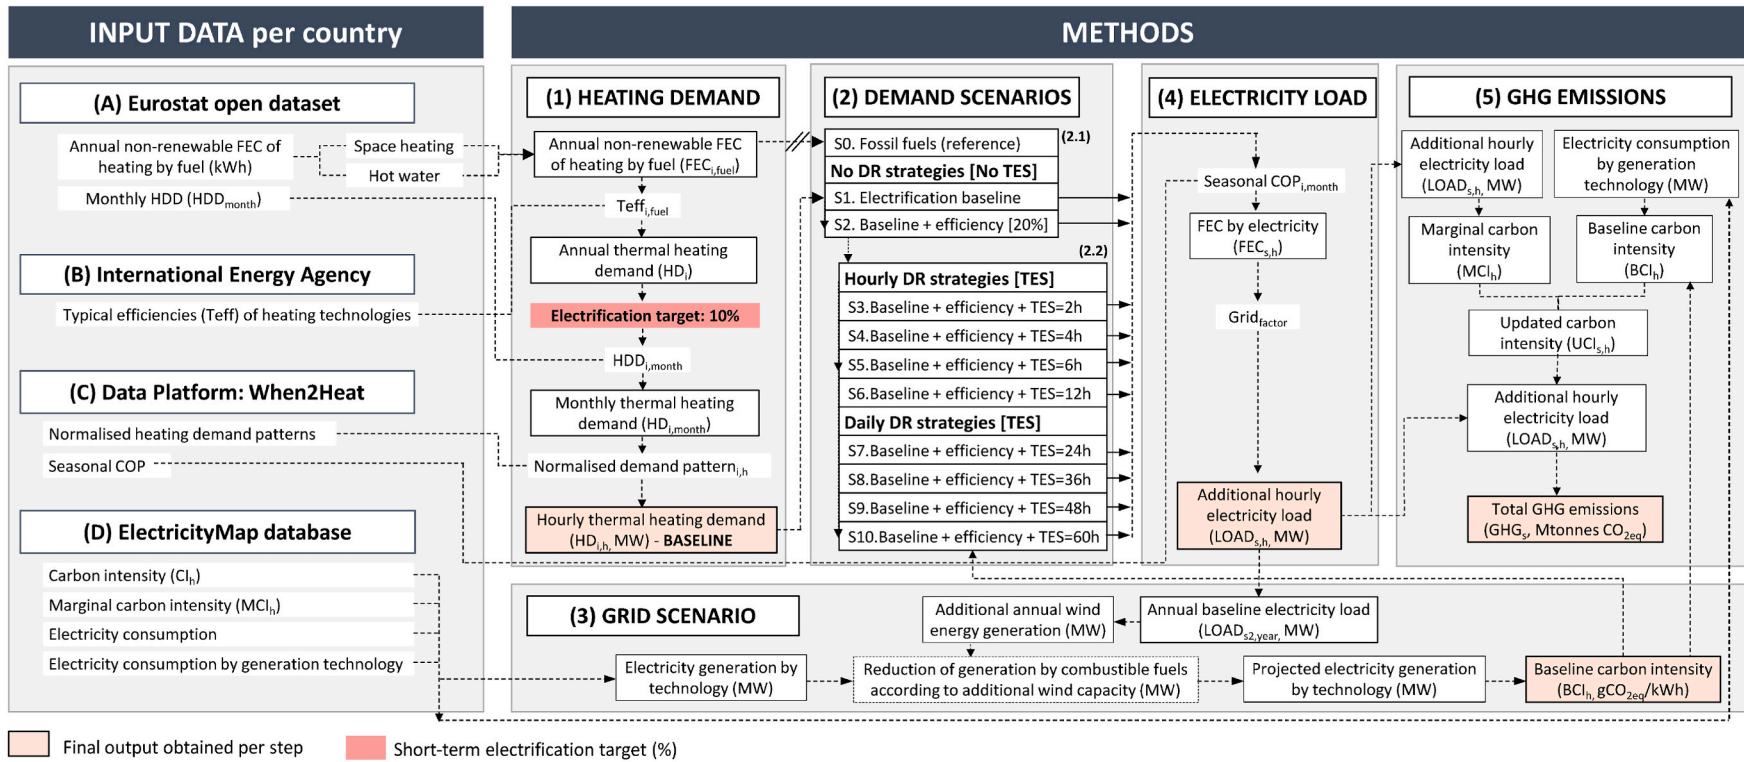 INPUT DATA per country
METHODS
(A) Eurostat open dataset
Annual non-renewable FEC of
heating by fuel (kWh)
Space heating
Hot water
Monthly HDD (HDDmonth)
(B) International Energy Agency
Typical efficiencies (Teff) of heating technologies
(C) Data Platform: When2Heat
Normalised heating demand patterns
Seasonal COP
(D) ElectricityMap database
Carbon intensity (CIh)
Marginal carbon intensity (MCIh)
Electricity consumption
Electricity consumption by generation technology
(1) HEATING DEMAND
Annual non-renewable FEC
of heating by fuel (FECi,fuel)
Teffi,fuel
Annual thermal heating
demand (HDi)
Electrification target: 10%
HDDi,month
Monthly thermal heating
demand (HDi,month)
Normalised demand patterni,h
Hourly thermal heating demand
(HDi,h, MW) - BASELINE
(2) DEMAND SCENARIOS
(2.1)
S0. Fossil fuels (reference)
No DR strategies [No TES]
S1. Electrification baseline
S2. Baseline + efficiency [20%]
(2.2)
Hourly DR strategies [TES]
S3.Baseline + efficiency + TES=2h
S4.Baseline + efficiency + TES=4h
S5.Baseline + efficiency + TES=6h
S6.Baseline + efficiency + TES=12h
Daily DR strategies [TES]
S7.Baseline + efficiency + TES=24h
S8.Baseline + efficiency + TES=36h
S9.Baseline + efficiency + TES=48h
S10.Baseline + efficiency + TES=60h
(4) ELECTRICITY LOAD
Seasonal COPi,month
FEC by electricity
(FECs,h)
Gridfactor
Additional hourly
electricity load
(LOADs,h, MW)
(5) GHG EMISSIONS
Additional hourly
electricity load
(LOADs,h, MW)
Electricity consumption
by generation
technology (MW)
Marginal carbon
intensity
(MCIh)
Baseline carbon
intensity
(BCIh)
Updated carbon
intensity (UCIs,h)
Additional hourly
electricity load
(LOADs,h, MW)
Total GHG emissions
(GHGs, Mtonnes CO2eq)
(3) GRID SCENARIO
Additional annual wind
energy generation (MW)
Annual baseline electricity load
(LOADs2,year, MW)
Electricity generation by
technology (MW)
Reduction of generation by combustible fuels
according to additional wind capacity (MW)
Projected electricity generation
by technology (MW)
Baseline carbon intensity
(BCIh, gCO2eq/kWh)
Final output obtained per step
Short-term electrification target (%)